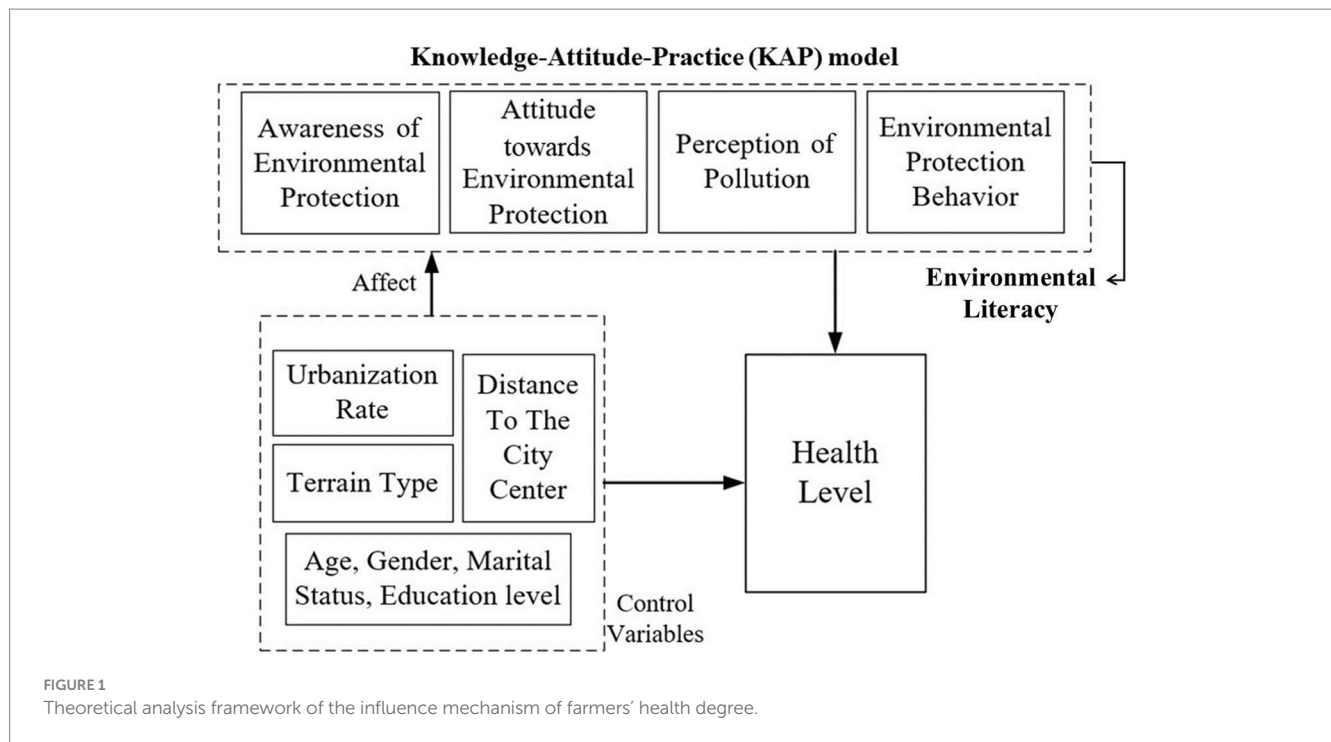 Knowledge-Attitude-Practice (KAP) model
Awareness of
Environmental
Protection
Attitude
towards
Environmental
Protection
Perception of
Pollution
Environmental
Protection
Behavior
Affect
Environmental
Literacy
Urbanization
Rate
Distance
To The
City
Center
Terrain Type
Age, Gender, Marital
Status, Education level
Control
Variables
Health
Level
FIGURE 1
Theoretical analysis framework of the influence mechanism of farmers’ health degree.